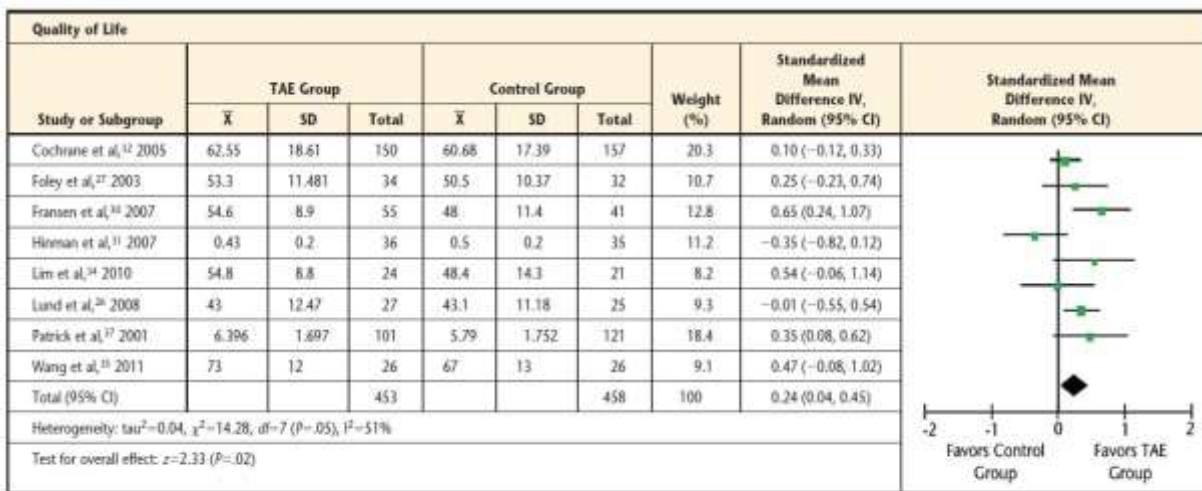 Quality of Life
Study or Subgroup TAE Group Control Group Weight (%) Standardized Mean Difference IV, Random (95% CI) Standardized Mean Difference IV, Random (95% CI)
X̅ SD Total X̅ SD Total
Cochrane et al,³² 2005 62.55 18.61 150 60.68 17.39 157 20.3 0.10 (−0.12, 0.33)
Foley et al,²⁷ 2003 53.3 11.481 34 50.5 10.37 32 10.7 0.25 (−0.23, 0.74)
Fransen et al,³⁰ 2007 54.6 8.9 55 48 11.4 41 12.8 0.65 (0.24, 1.07)
Hinman et al,³¹ 2007 0.43 0.2 36 0.5 0.2 35 11.2 −0.35 (−0.82, 0.12)
Lim et al,³⁴ 2010 54.8 8.8 24 48.4 14.3 21 8.2 0.54 (−0.06, 1.14)
Lund et al,²⁶ 2008 43 12.47 27 43.1 11.18 25 9.3 −0.01 (−0.55, 0.54)
Patrick et al,³⁷ 2001 6.396 1.697 101 5.79 1.752 121 18.4 0.35 (0.08, 0.62)
Wang et al,³⁵ 2011 73 12 26 67 13 26 9.1 0.47 (−0.08, 1.02)
Total (95% CI) 453 458 100 0.24 (0.04, 0.45)
Heterogeneity: tau²=0.04, χ²=14.28, df=7 (P=.05), I²=51%
Test for overall effect: z=2.33 (P=.02)
-2 -1 0 1 2
Favors Control Group Favors TAE Group